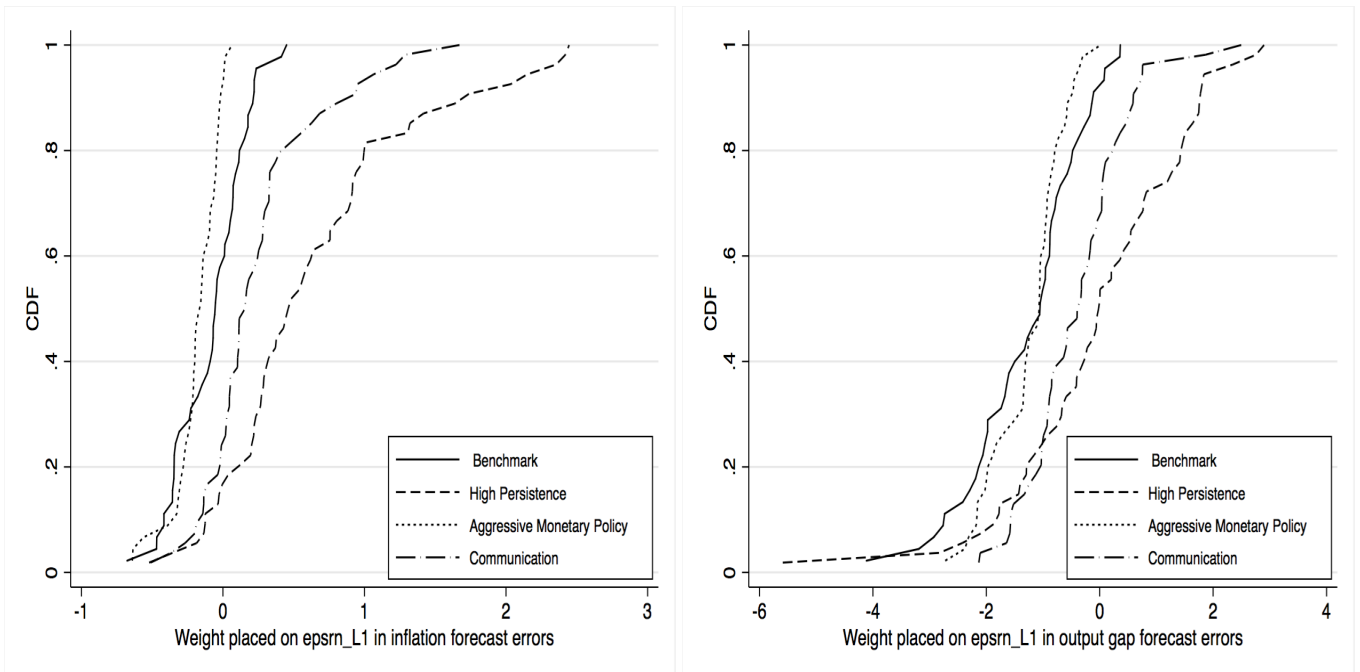 CDF
1
.8
.6
.4
.2
0
Benchmark
High Persistence
Aggressive Monetary Policy
Communication
-1 0 1 2 3
Weight placed on epsrn_L1 in inflation forecast errors
CDF
1
.8
.6
.4
.2
0
Benchmark
High Persistence
Aggressive Monetary Policy
Communication
-6 -4 -2 0 2 4
Weight placed on epsrn_L1 in output gap forecast errors